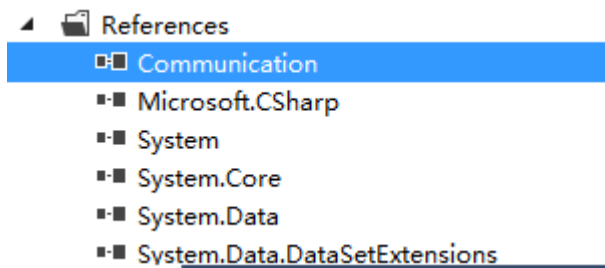 References
Communication
Microsoft.CSharp
System
System.Core
System.Data
System.Data.DataSetExtensions